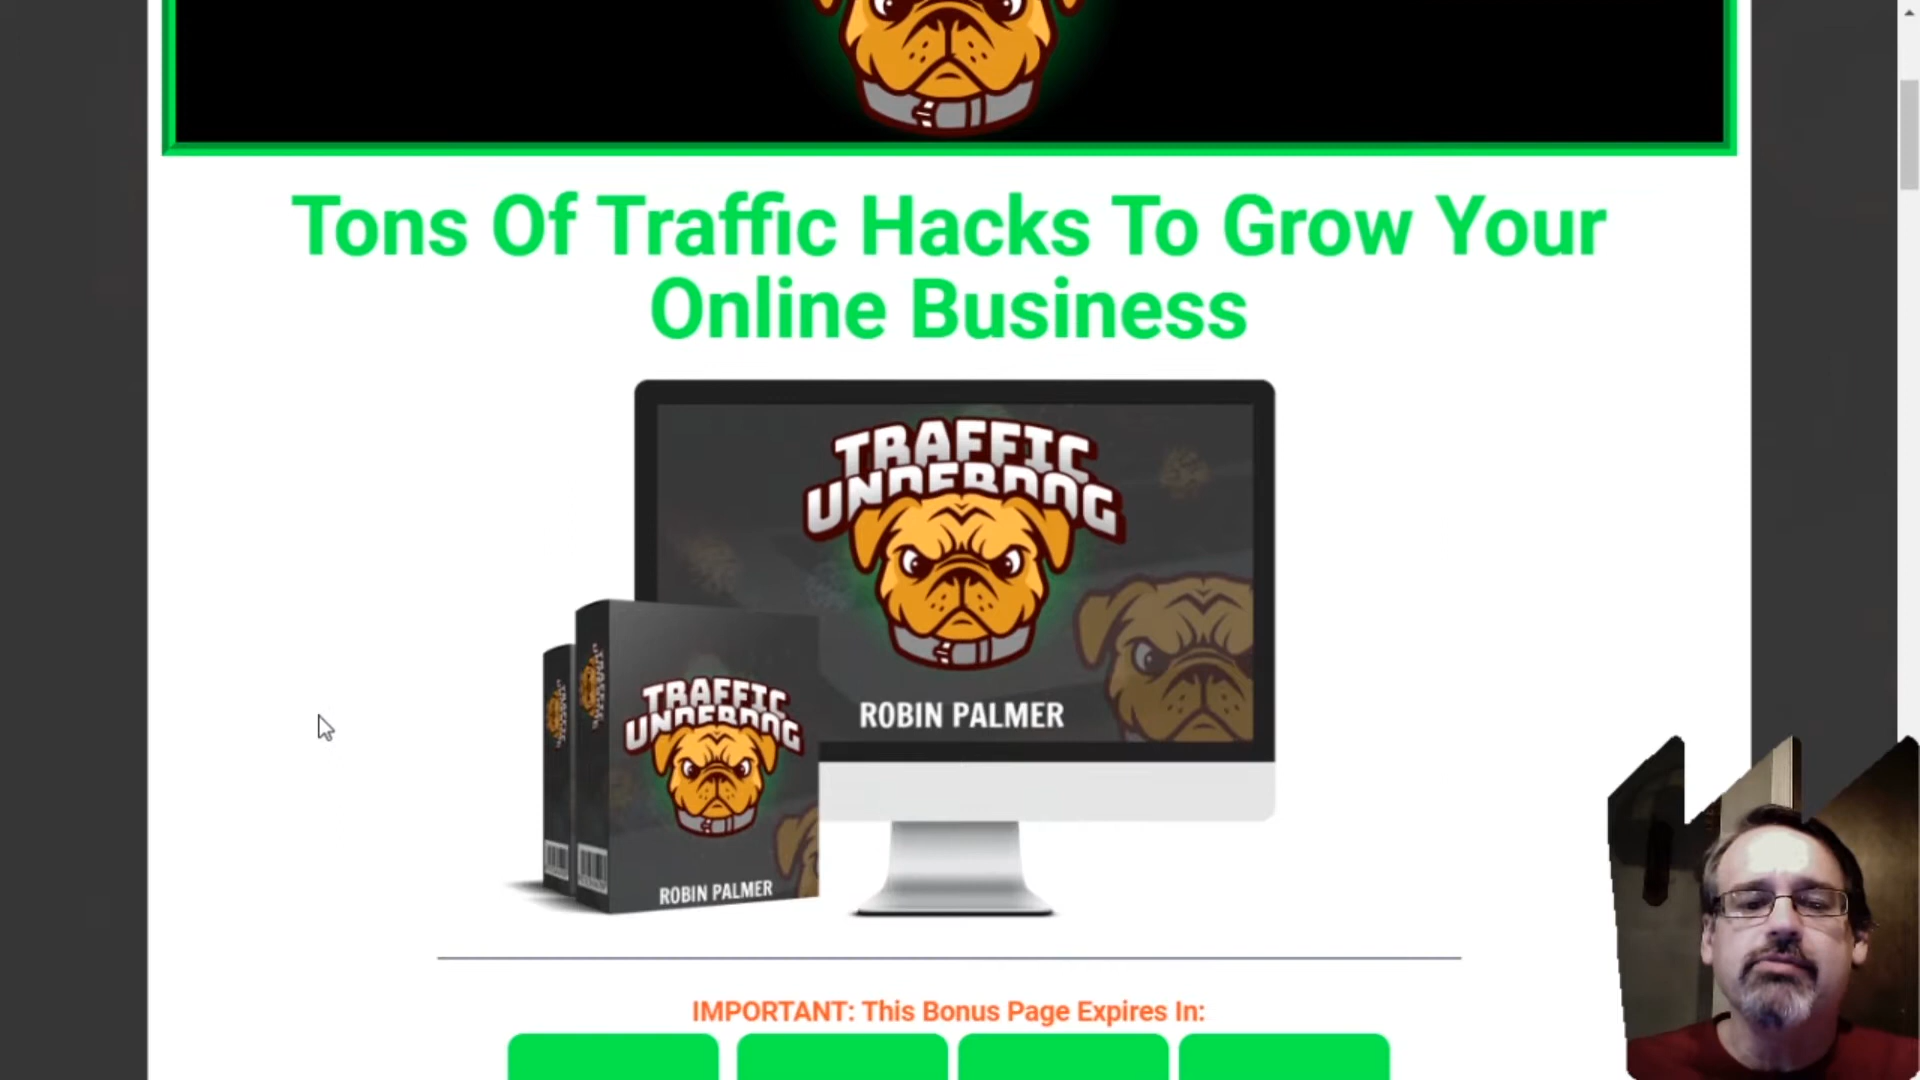 Tons Of Traffic Hacks To Grow Your
Online Business
TRAFFIC
UNDERDOG
ROBIN PALMER
TRAFFIC
UNDERDOG
ROBIN PALMER
IMPORTANT: This Bonus Page Expires In: